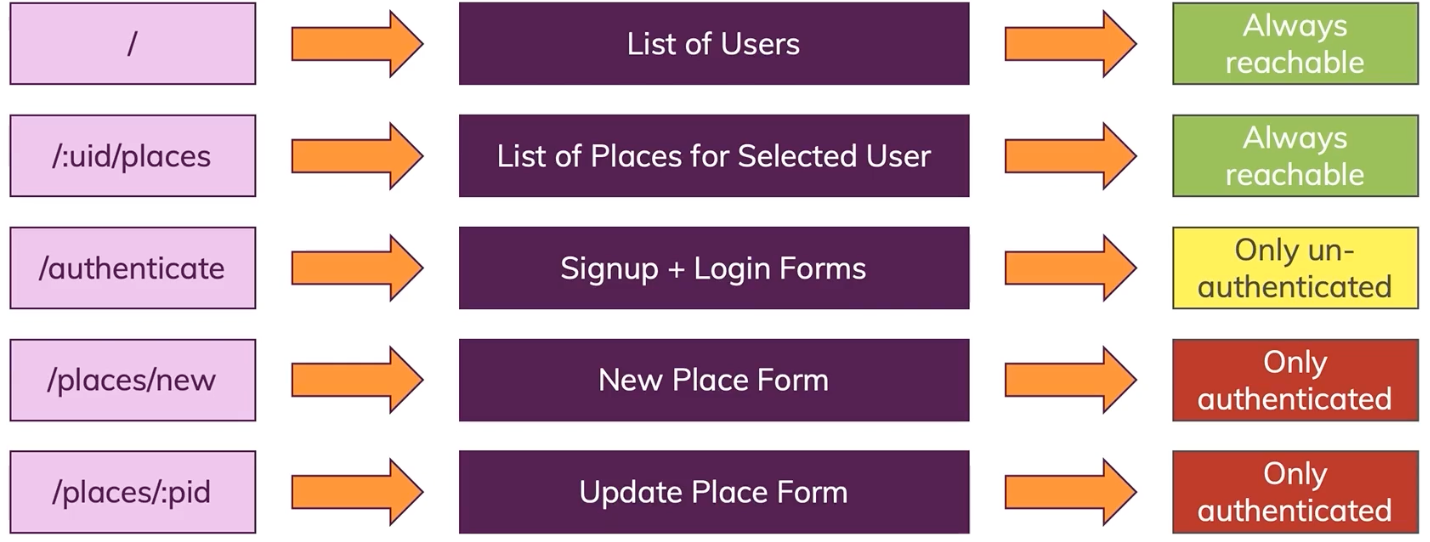 /
List of Users
Always
reachable
/:uid/places
List of Places for Selected User
Always
reachable
/authenticate
Signup + Login Forms
Only un-
authenticated
/places/new
New Place Form
Only
authenticated
/places/:pid
Update Place Form
Only
authenticated